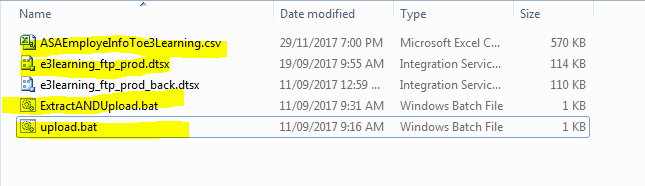 Name Date modified Type Size
ASAEmployeInfoToe3Learning.csv 29/11/2017 7:00 PM Microsoft Excel C... 570 KB
e3learning_ftp_prod.dtsx 19/09/2017 9:55 AM Integration Servic... 114 KB
e3learning_ftp_prod_back.dtsx 11/09/2017 12:59 ... Integration Servic... 110 KB
ExtractANDUpload.bat 11/09/2017 9:31 AM Windows Batch File 1 KB
upload.bat 11/09/2017 9:16 AM Windows Batch File 1 KB